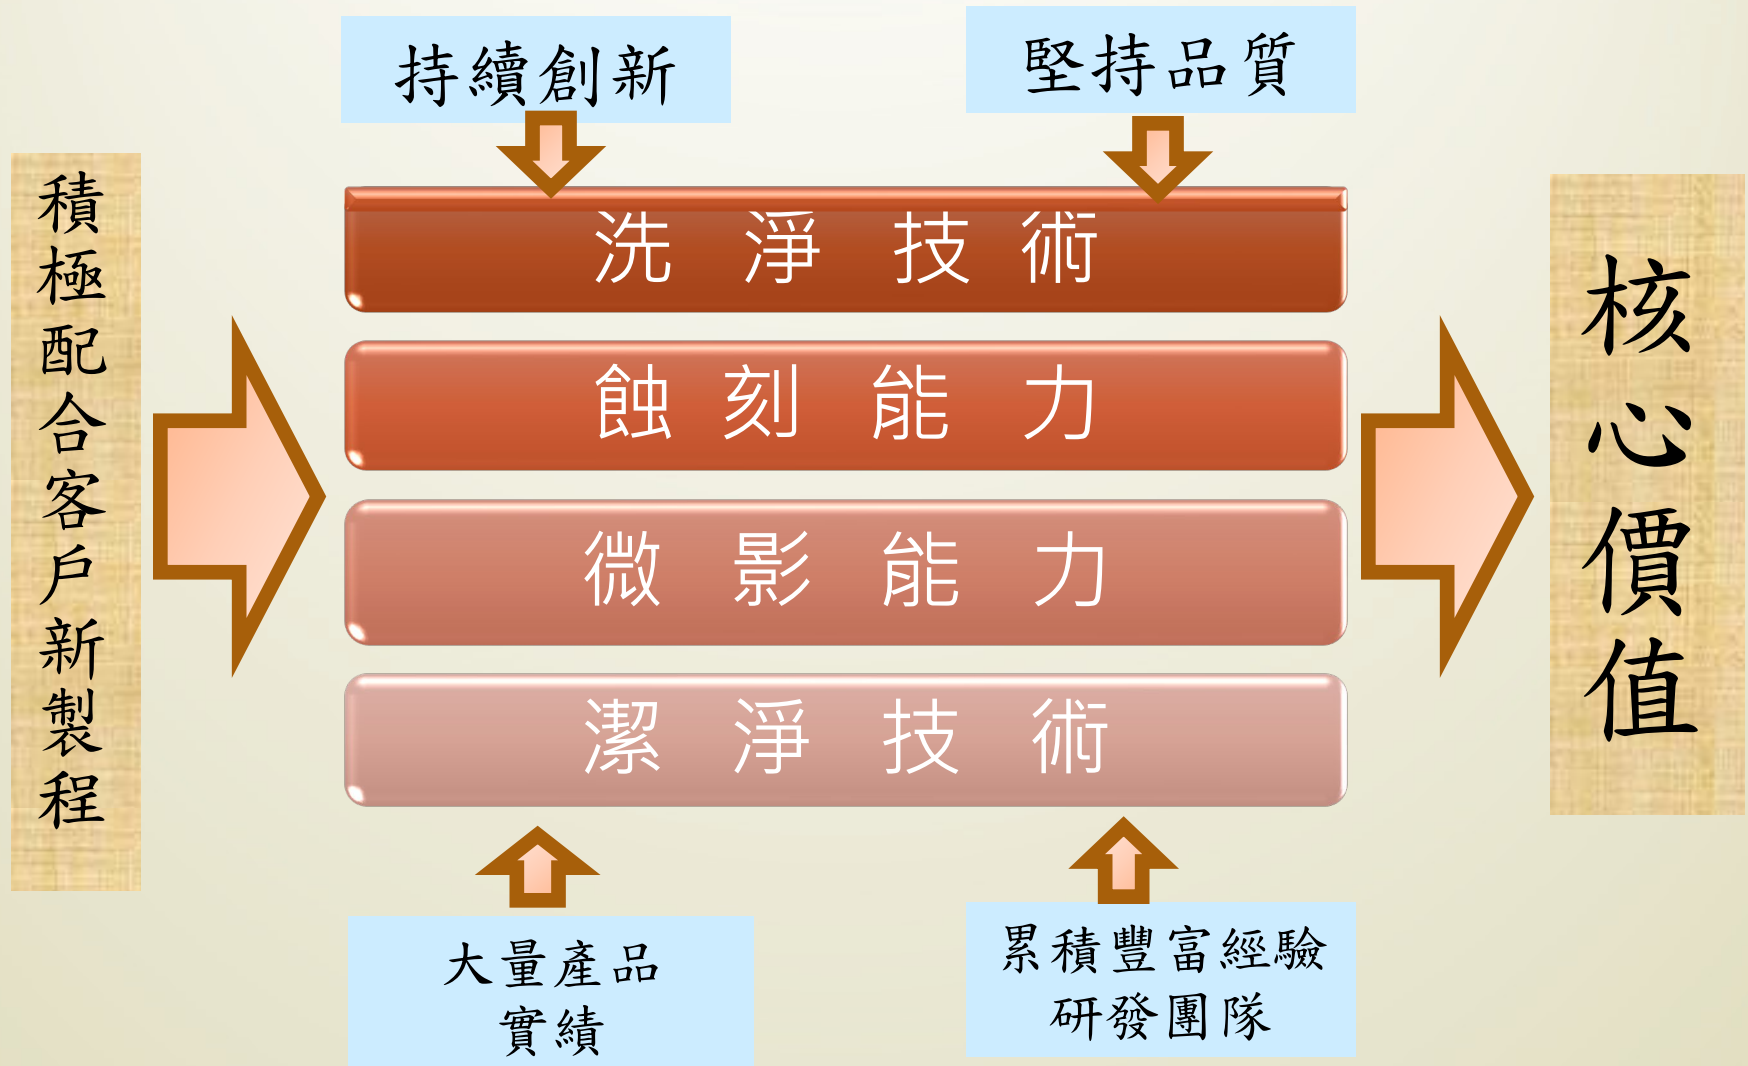 持續創新
堅持品質
積極配合客戶新製程
洗淨技術
蝕刻能力
微影能力
潔淨技術
核心價值
大量產品
實績
累積豐富經驗
研發團隊